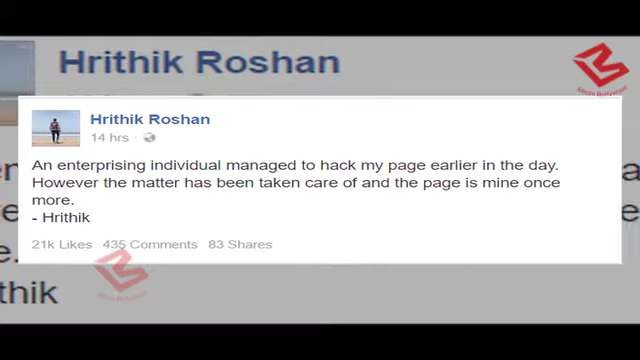 Hrithik Roshan
Hrithik Roshan
14 hrs ·
An enterprising individual managed to hack my page earlier in the day.
However the matter has been taken care of and the page is mine once
more.
- Hrithik
21k Likes 435 Comments 83 Shares
thik